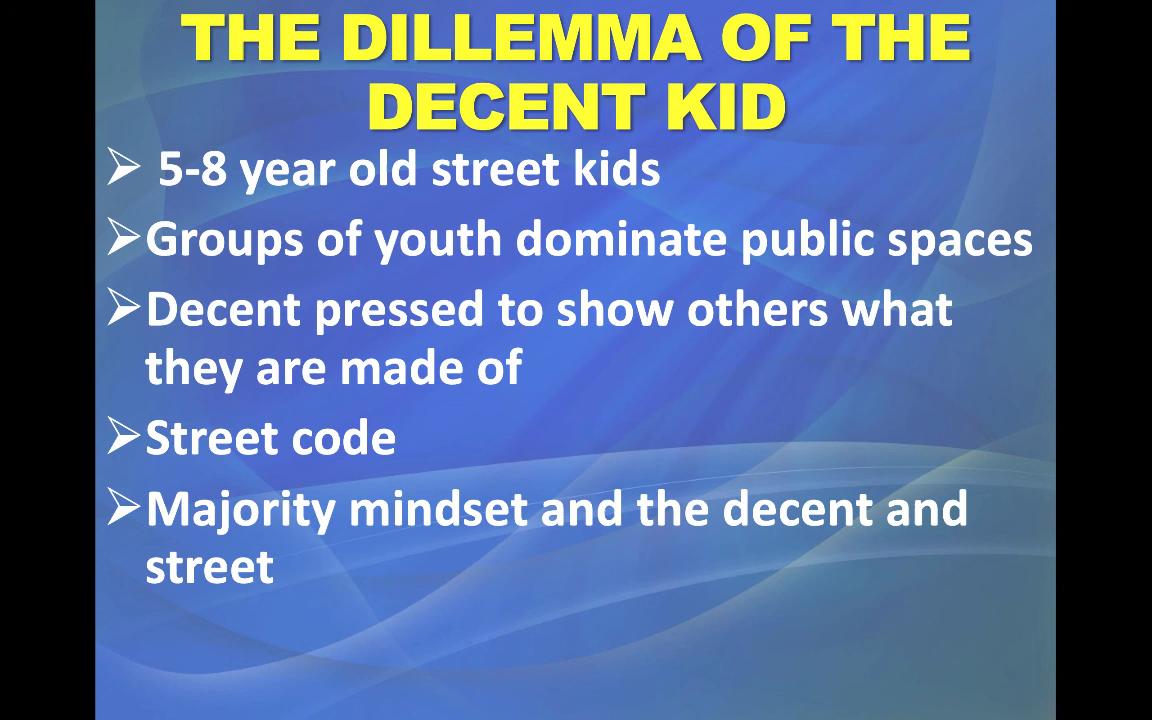 THE DILLEMMA OF THE
DECENT KID
➢ 5-8 year old street kids
➢Groups of youth dominate public spaces
➢Decent pressed to show others what
they are made of
➢Street code
➢Majority mindset and the decent and
street